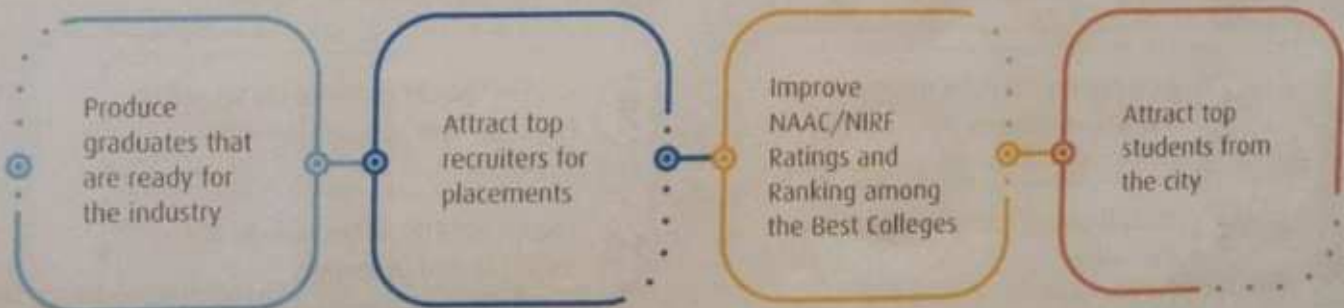 Produce
graduates that
are ready for
the industry
Attract top
recruiters for
placements
Improve
NAAC/NIRF
Ratings and
Ranking among
the Best Colleges
Attract top
students from
the city